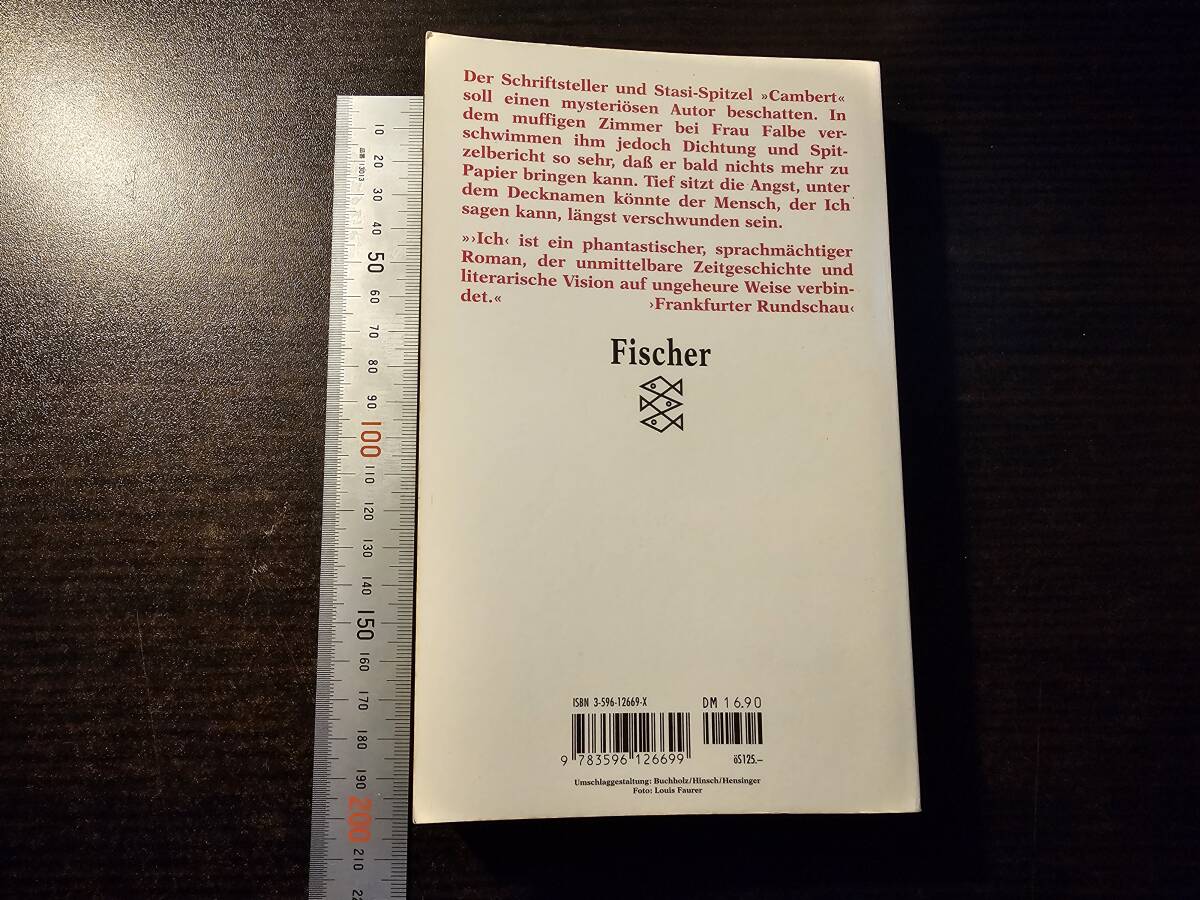 Der Schriftsteller und Stasi-Spitzel »Cambert«
soll einen mysteriösen Autor beschatten. In
dem muffigen Zimmer bei Frau Falbe ver-
schwimmen ihm jedoch Dichtung und Spit-
zelbericht so sehr, daß er bald nichts mehr zu
Papier bringen kann. Tief sitzt die Angst, unter
dem Decknamen könnte der Mensch, der Ich
sagen kann, längst verschwunden sein.
»›Ich‹ ist ein phantastischer, sprachmächtiger
Roman, der unmittelbare Zeitgeschichte und
literarische Vision auf ungeheure Weise verbin-
det.« ›Frankfurter Rundschau‹
Fischer
ISBN 3-596-12669-X
DM 16.90
9 783596 126699
öS125.–
Umschlaggestaltung: Buchholz/Hinsch/Hensinger
Foto: Louis Faurer
10
20
30
40
50
60
70
80
90
100
110
120
130
140
150
160
170
180
190
200
210